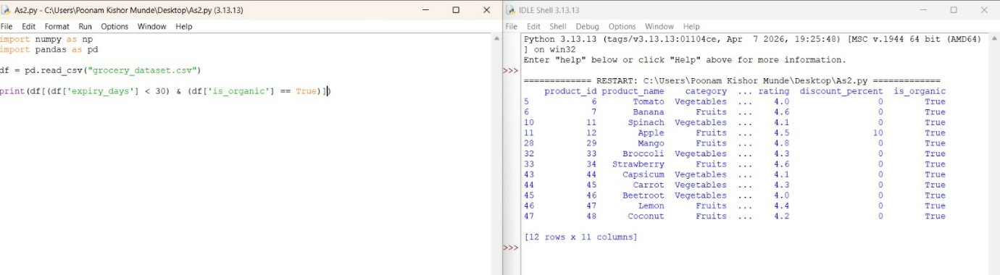 As2.py - C:\Users\Poonam Kishor Munde\Desktop\As2.py (3.13.13)
File Edit Format Run Options Window Help
import numpy as np
import pandas as pd
df = pd.read_csv("grocery_dataset.csv")
print(df[(df['expiry_days'] < 30) & (df['is_organic'] == True)])
IDLE Shell 3.13.13
File Edit Shell Debug Options Window Help
Python 3.13.13 (tags/v3.13.13:01104ce, Apr 7 2026, 19:25:48) [MSC v.1944 64 bit (AMD64)
] on win32
Enter "help" below or click "Help" above for more information.
>>>
============= RESTART: C:\Users\Poonam Kishor Munde\Desktop\As2.py =============
product_id product_name category ... rating discount_percent is_organic
5 6 Tomato Vegetables ... 4.0 0 True
6 7 Banana Fruits ... 4.6 0 True
10 11 Spinach Vegetables ... 4.1 0 True
11 12 Apple Fruits ... 4.5 10 True
28 29 Mango Fruits ... 4.8 0 True
32 33 Broccoli Vegetables ... 4.3 0 True
33 34 Strawberry Fruits ... 4.6 0 True
43 44 Capsicum Vegetables ... 4.1 0 True
44 45 Carrot Vegetables ... 4.3 0 True
45 46 Beetroot Vegetables ... 4.0 0 True
46 47 Lemon Fruits ... 4.4 0 True
47 48 Coconut Fruits ... 4.2 0 True
[12 rows x 11 columns]
>>>